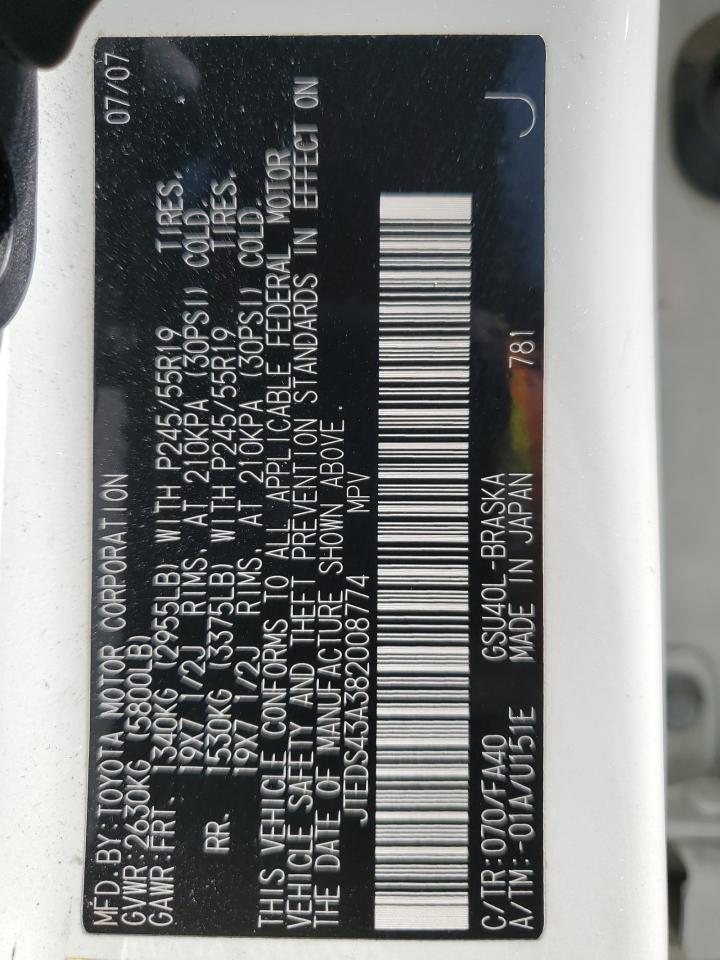 MFD.BY:TOYOTA MOTOR CORPORATION 07/07
GVWR:2630KG (5800LB)
GAWR:FRT. 1340KG (2955LB) WITH P245/55R19 TIRES,
19X7 1/2J RIMS, AT 210KPA (30PSI) COLD.
RR. 1530KG (3375LB) WITH P245/55R19 TIRES,
19X7 1/2J RIMS, AT 210KPA (30PSI) COLD.
THIS VEHICLE CONFORMS TO ALL APPLICABLE FEDERAL MOTOR
VEHICLE SAFETY AND THEFT PREVENTION STANDARDS IN EFFECT ON
THE DATE OF MANUFACTURE SHOWN ABOVE.
JTEDS43A382008774 MPV
C/TR:070/FA40 GSU40L-BRASKA J
A/TM:-01A/U151E MADE IN JAPAN 781